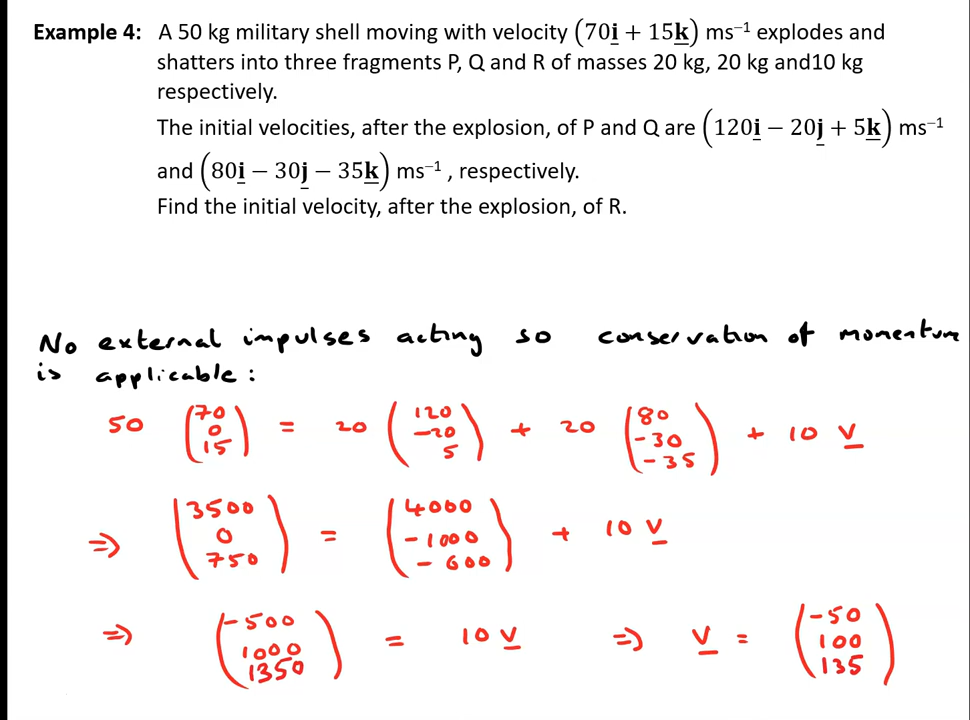 Example 4: A 50 kg military shell moving with velocity (70i + 15k) ms⁻¹ explodes and
shatters into three fragments P, Q and R of masses 20 kg, 20 kg and10 kg
respectively.
The initial velocities, after the explosion, of P and Q are (120i − 20j + 5k) ms⁻¹
and (80i − 30j − 35k) ms⁻¹ , respectively.
Find the initial velocity, after the explosion, of R.
No external impulses acting so conservation of momentum
is applicable:
50 (70 0 15) = 20 (120 -20 5) + 20 (80 -30 -35) + 10 v
⇒ (3500 0 750) = (4000 -1000 -600) + 10 v
⇒ (-500 1000 1350) = 10 v ⇒ v = (-50 100 135)